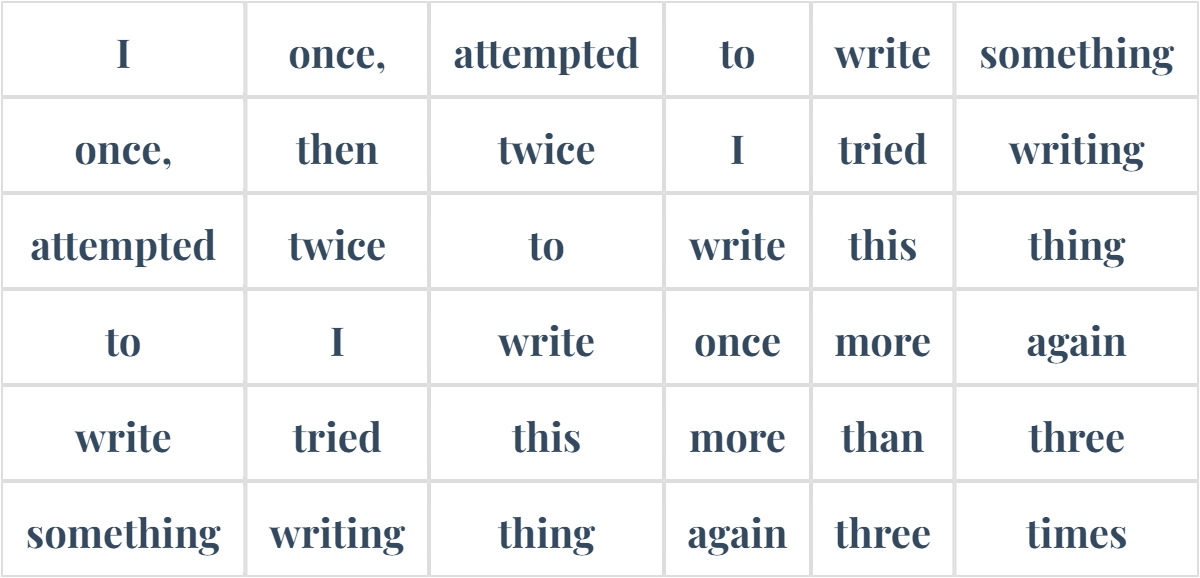 I once, attempted to write something
once, then twice I tried writing
attempted twice to write this thing
to I write once more again
write tried this more than three
something writing thing again three times